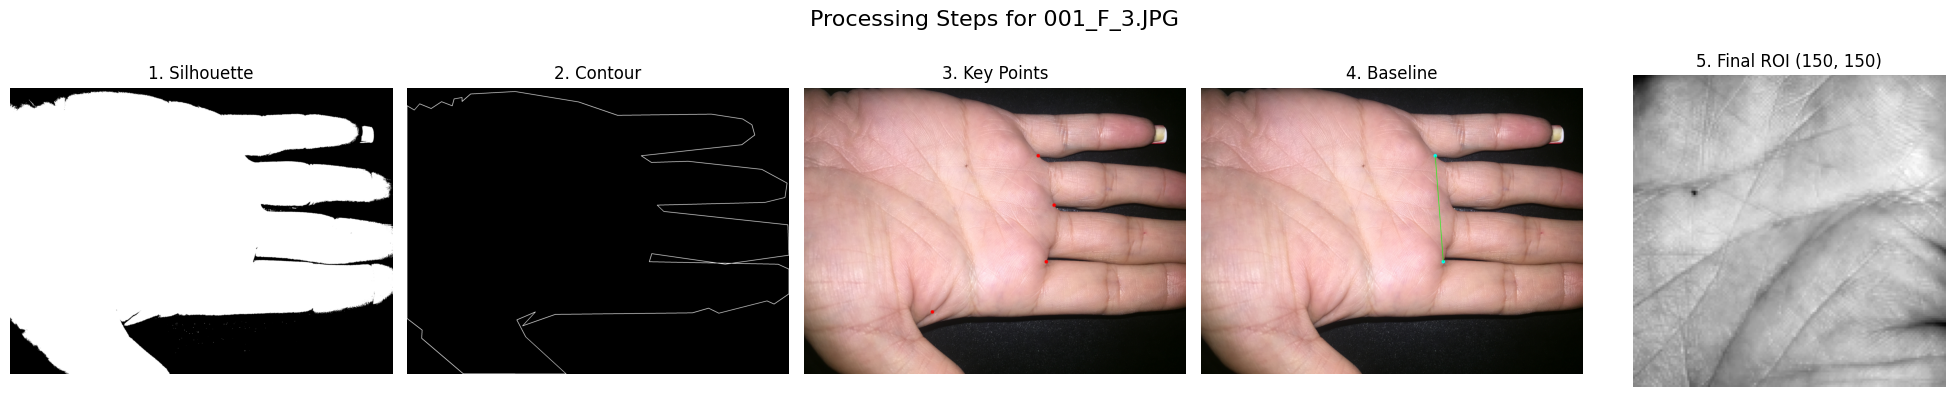 Processing Steps for 001_F_3.JPG
1. Silhouette
2. Contour
3. Key Points
4. Baseline
5. Final ROI (150, 150)